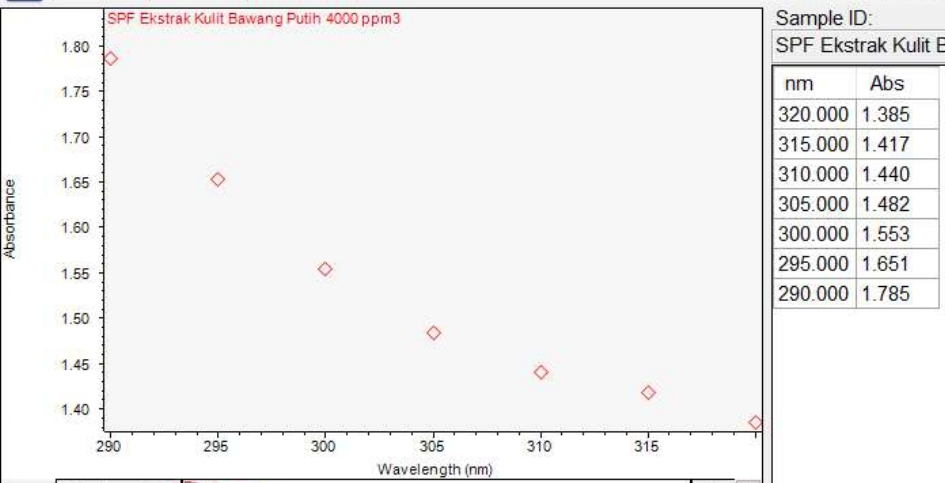 SPF Ekstrak Kulit Bawang Putih 4000 ppm3
1.80
1.75
1.70
1.65
1.60
1.55
1.50
1.45
1.40
Absorbance
290 295 300 305 310 315
Wavelength (nm)
Sample ID:
SPF Ekstrak Kulit B
nm Abs
320.000 1.385
315.000 1.417
310.000 1.440
305.000 1.482
300.000 1.553
295.000 1.651
290.000 1.785